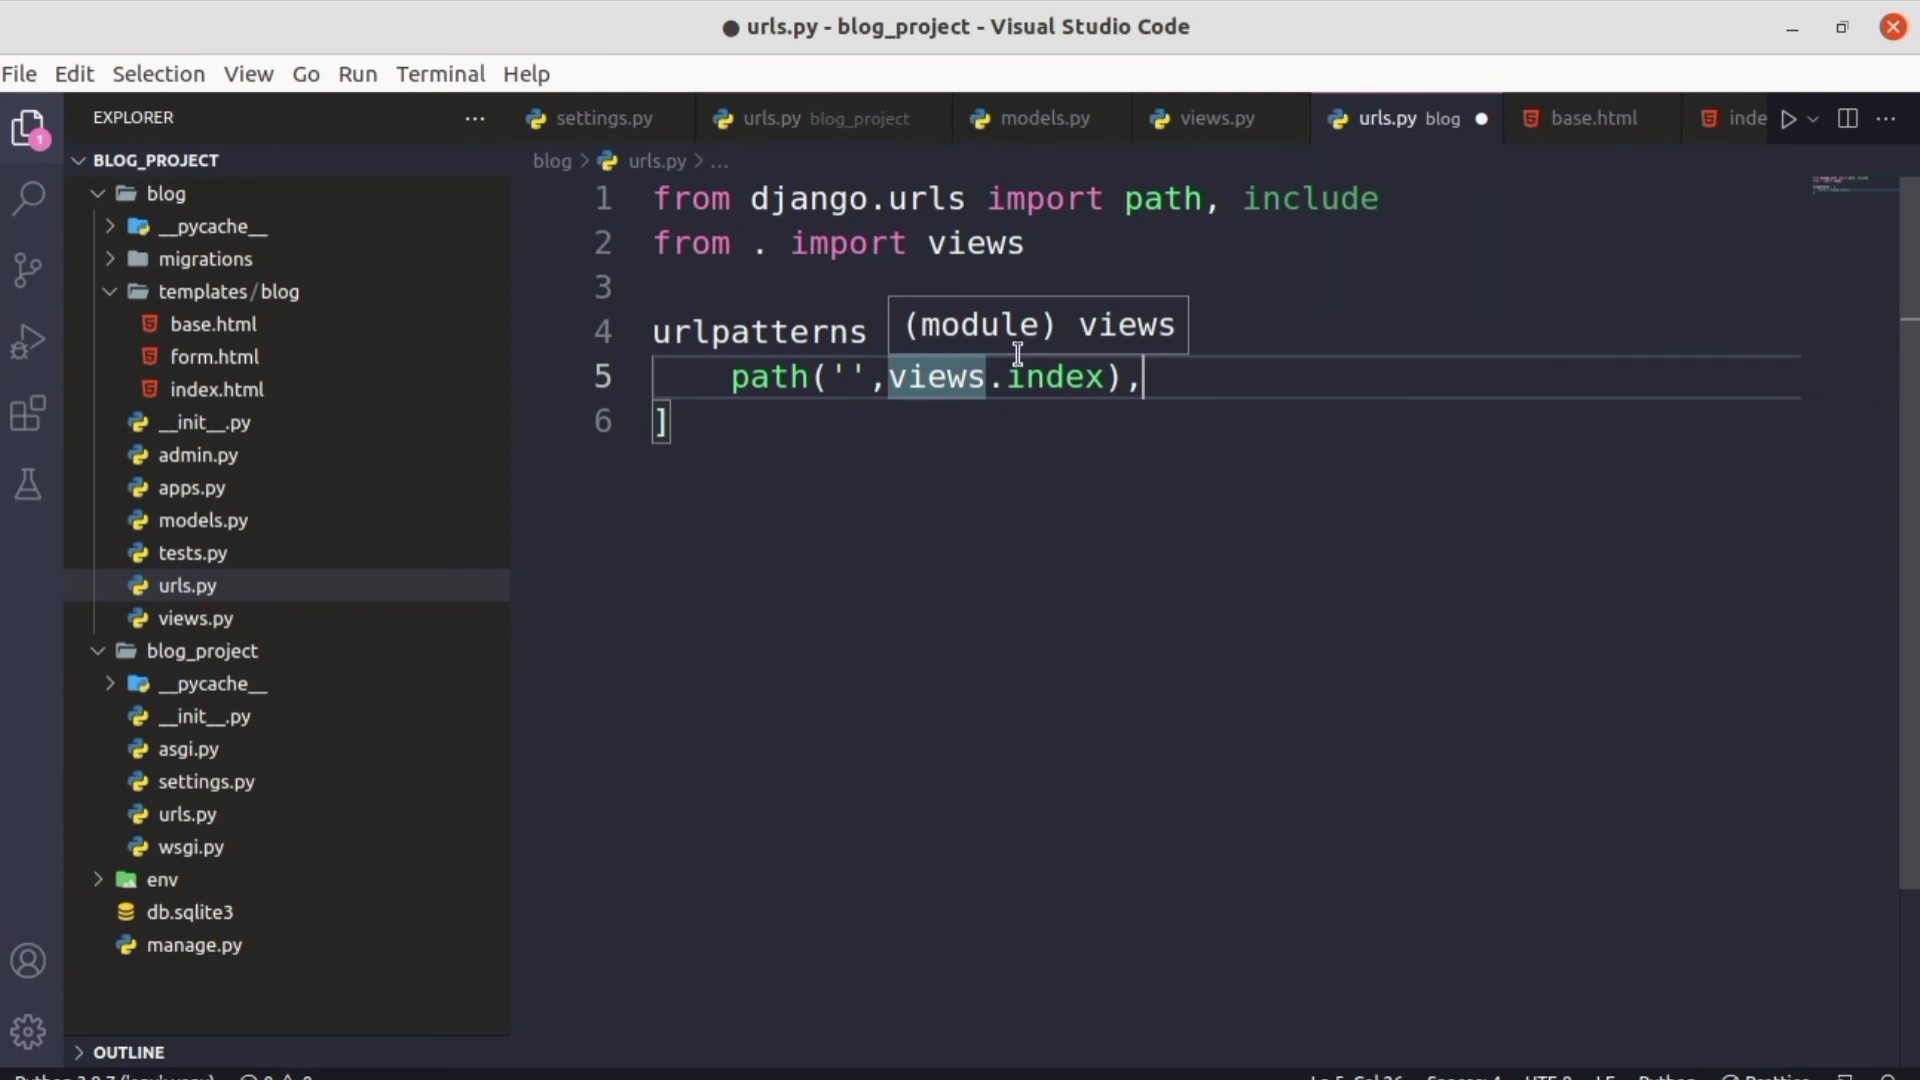 ● urls.py - blog_project - Visual Studio Code
File Edit Selection View Go Run Terminal Help
EXPLORER
settings.py
urls.py blog_project
models.py
views.py
urls.py blog
base.html
inde
1
BLOG_PROJECT
blog > urls.py > ...
blog
__pycache__
migrations
templates/blog
base.html
form.html
index.html
__init__.py
admin.py
apps.py
models.py
tests.py
urls.py
views.py
blog_project
__pycache__
__init__.py
asgi.py
settings.py
urls.py
wsgi.py
env
db.sqlite3
manage.py
OUTLINE
1 from django.urls import path, include
2 from . import views
3
(module) views
4 urlpatterns
5 path('',views.index),
6 ]